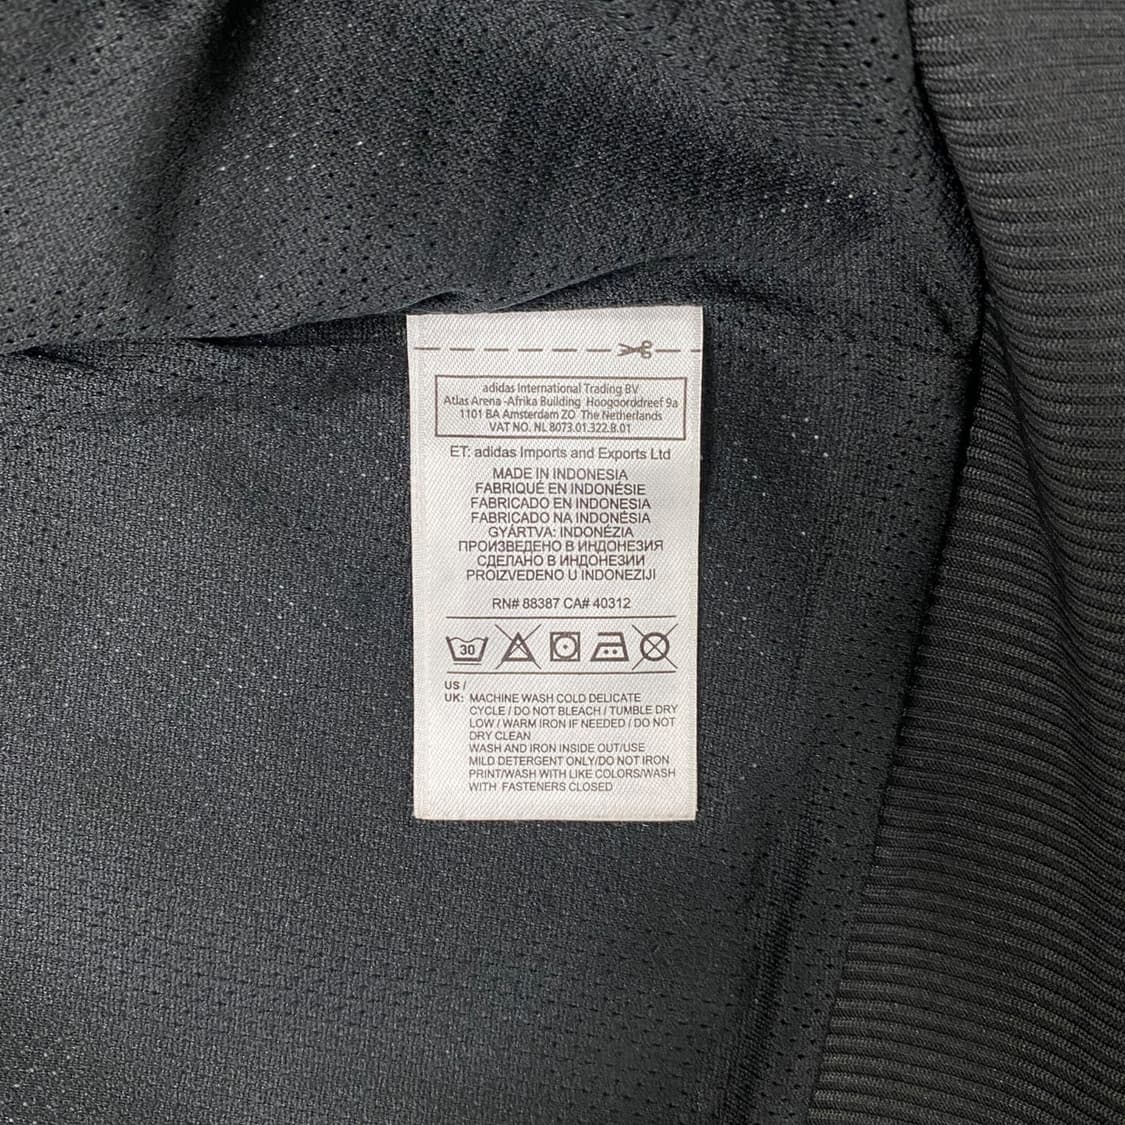 adidas International Trading BV
Atlas Arena -Afrika Building Hoogoorddreef 9a
1101 BA Amsterdam ZO The Netherlands
VAT NO. NL 8073.01.322.B.01
ET: adidas Imports and Exports Ltd
MADE IN INDONESIA
FABRIQUÉ EN INDONÉSIE
FABRICADO EN INDONESIA
FABRICADO NA INDONÉSIA
GYÁRTVA: INDONÉZIA
ПРОИЗВЕДЕНО В ИНДОНЕЗИЯ
СДЕЛАНО В ИНДОНЕЗИИ
PROIZVEDENO U INDONEZIJI
RN# 88387 CA# 40312
30
US /
UK: MACHINE WASH COLD DELICATE
CYCLE / DO NOT BLEACH / TUMBLE DRY
LOW / WARM IRON IF NEEDED / DO NOT
DRY CLEAN
WASH AND IRON INSIDE OUT/USE
MILD DETERGENT ONLY/DO NOT IRON
PRINT/WASH WITH LIKE COLORS/WASH
WITH FASTENERS CLOSED